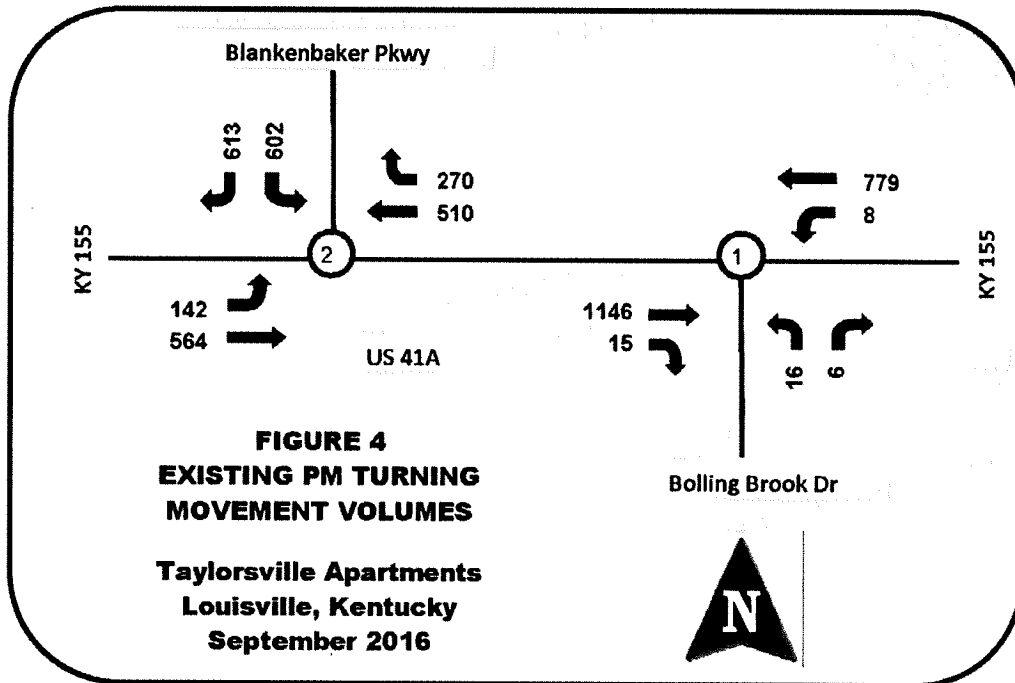 Blankenbaker Pkwy
613
602
270
510
779
8
KY 155
2
1
KY 155
142
564
US 41A
1146
15
16
6
Bolling Brook Dr
FIGURE 4
EXISTING PM TURNING
MOVEMENT VOLUMES
Taylorsville Apartments
Louisville, Kentucky
September 2016
N